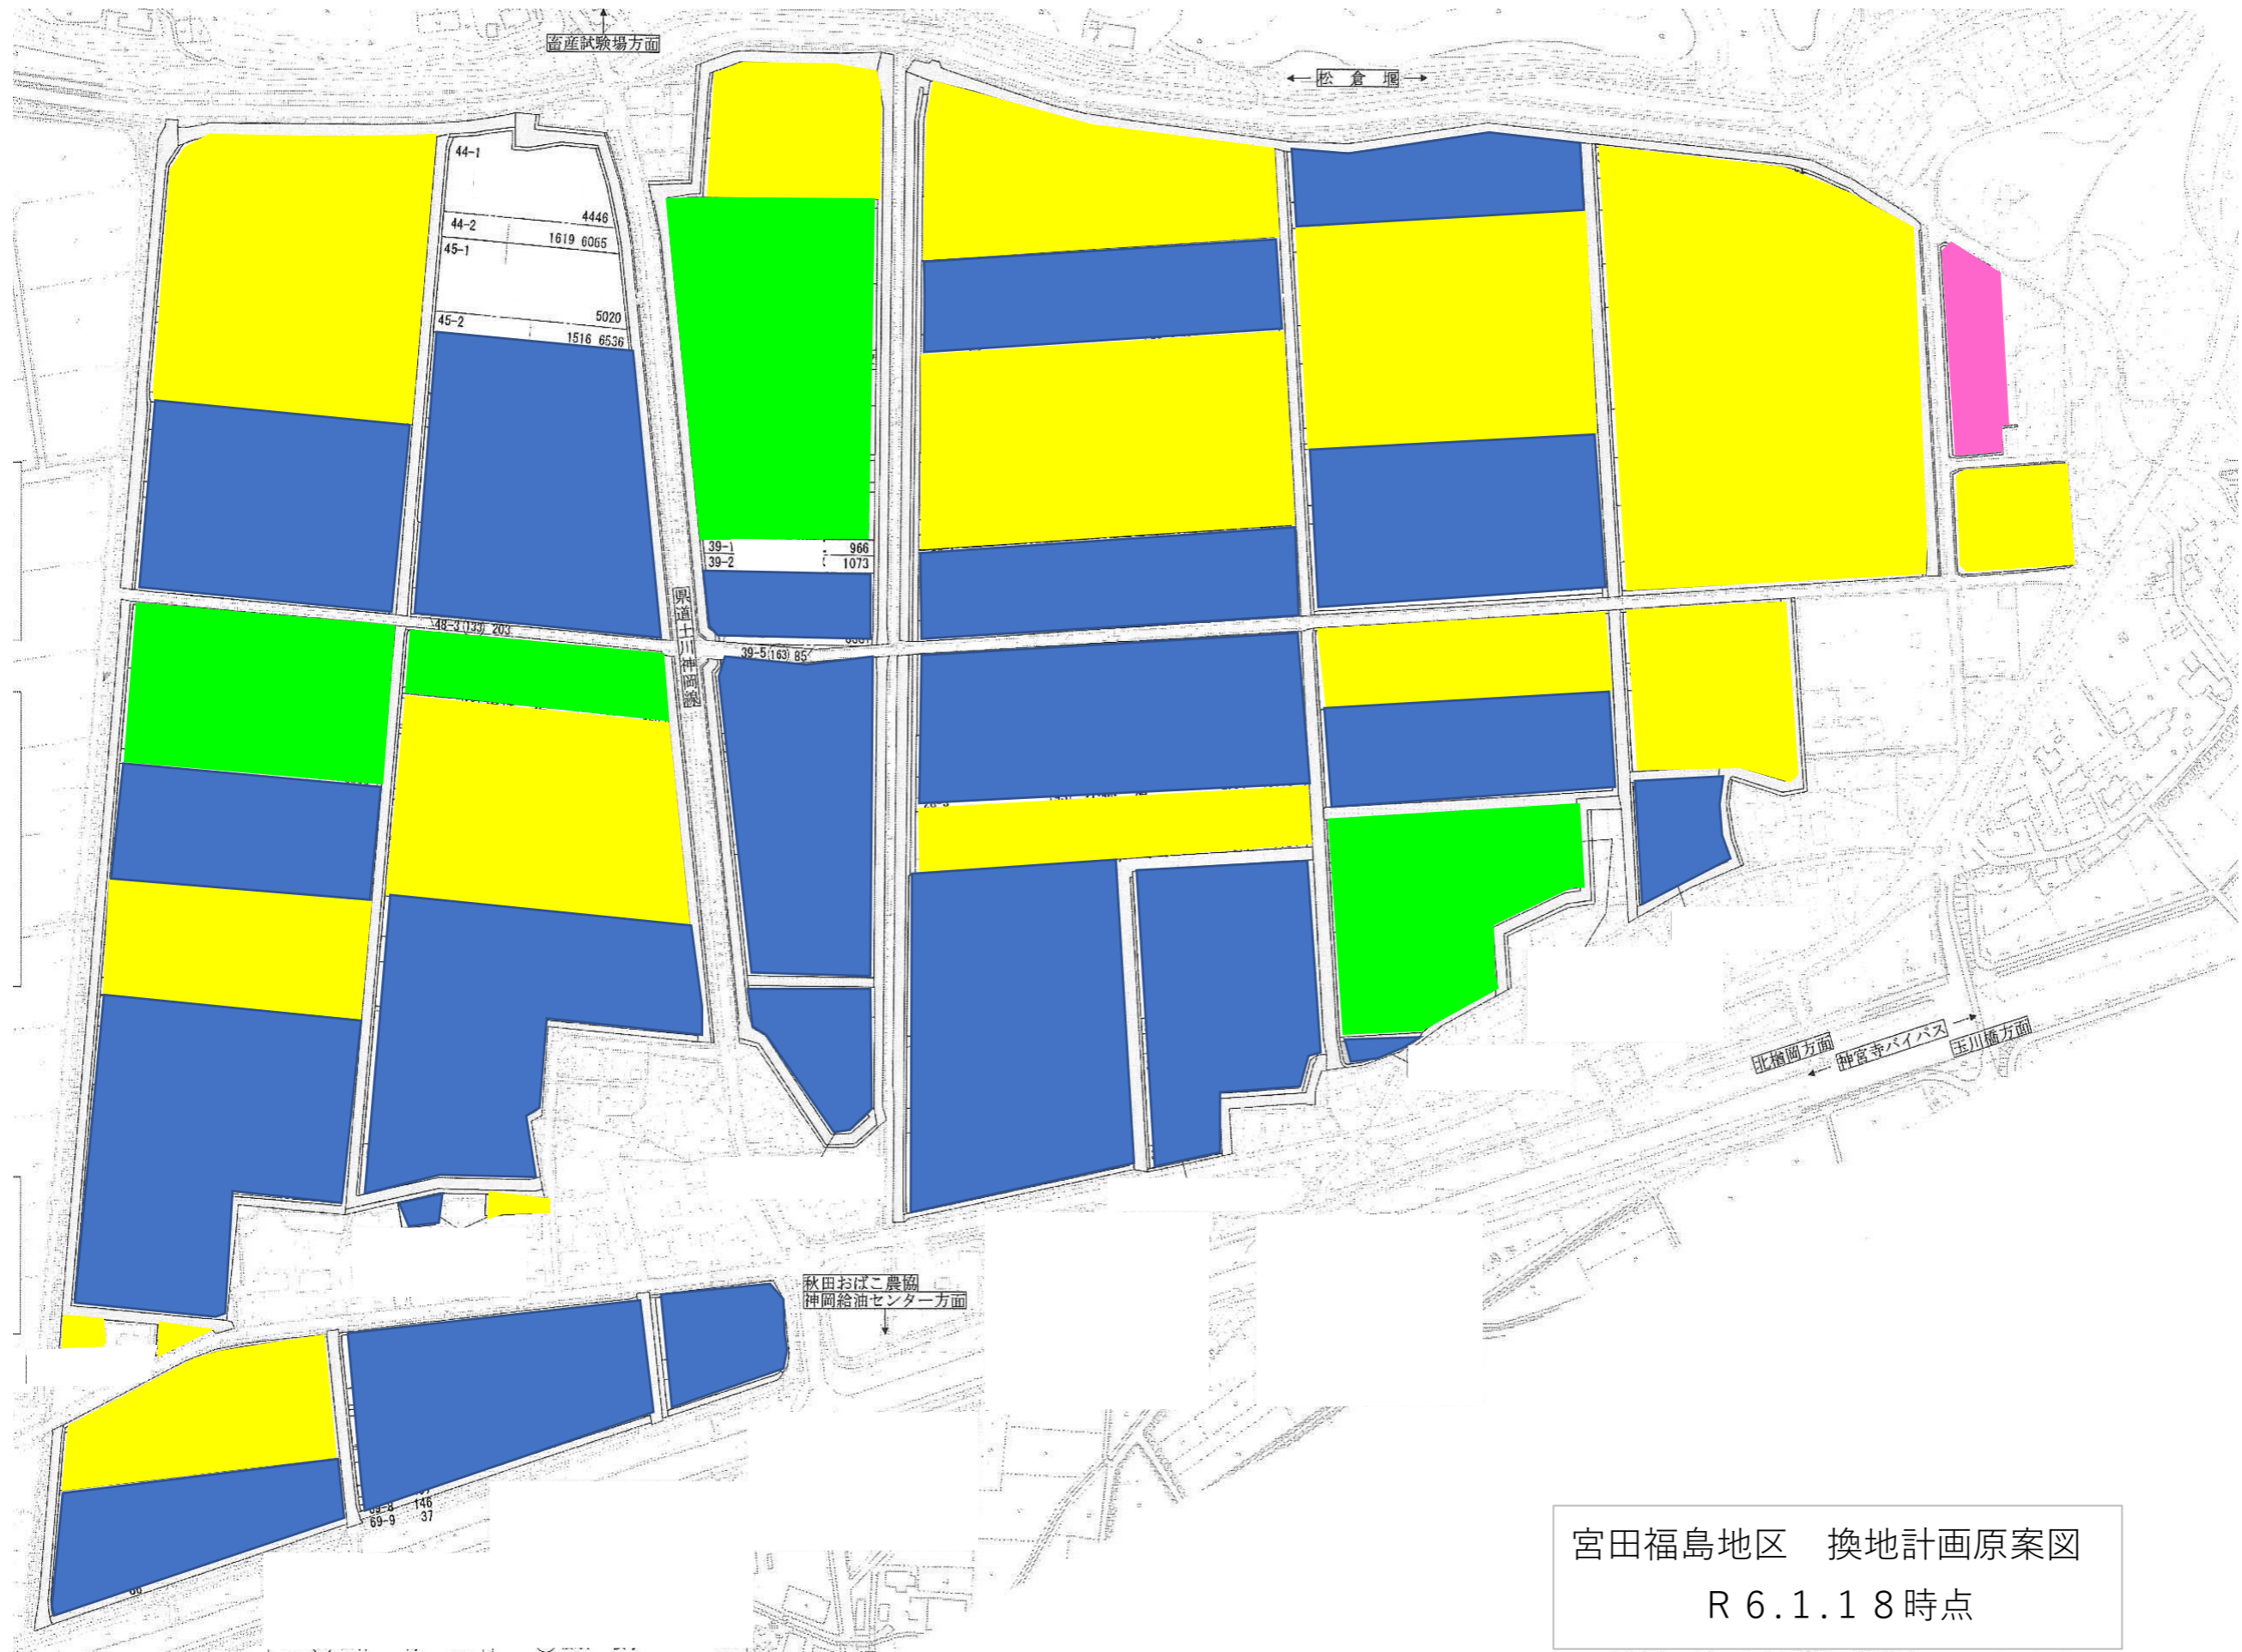 畜産試験場方面
← 松倉堰 →
44-1
4446
44-2
1619 6065
45-1
5020
45-2
1516 6536
39-1 966
39-2 1073
県道土川神岡線
48-3(133) 203
39-5(163) 85
北楢岡方面
神宮寺バイパス
玉川橋方面
秋田おばこ農協
神岡給油センター方面
146
69-9 37
宮田福島地区 換地計画原案図
R6.1.18時点